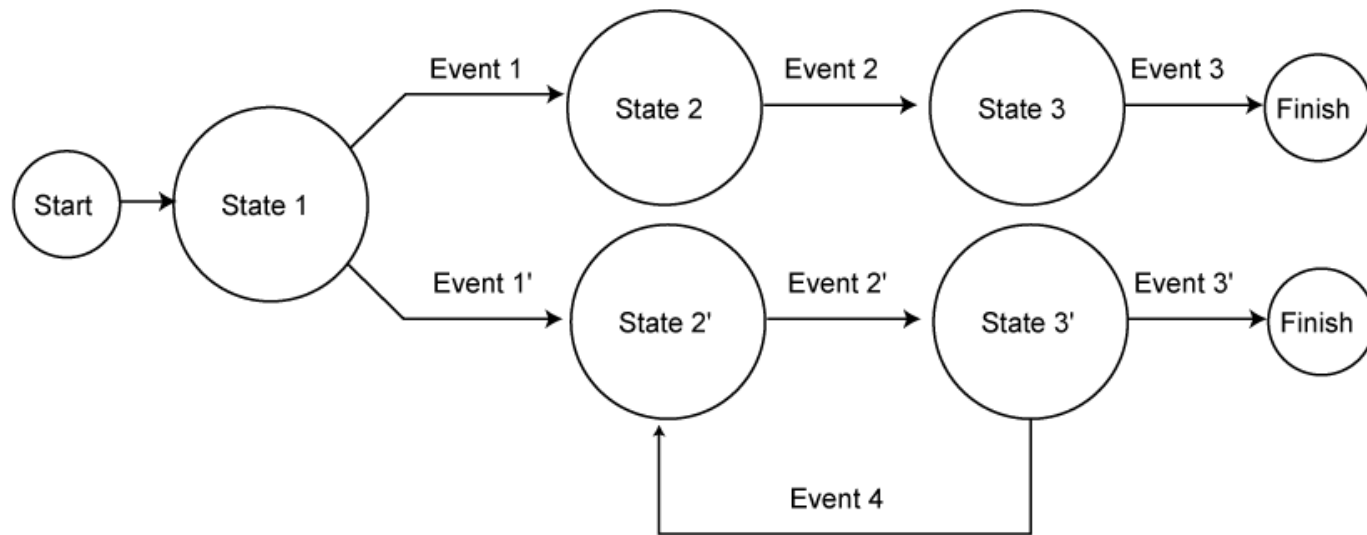 Event 1
Event 2
Event 3
State 2
State 3
Finish
Start
State 1
Event 1'
Event 2'
Event 3'
State 2'
State 3'
Finish
Event 4